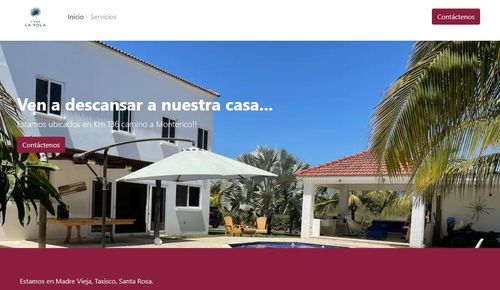 CASA
LA YOLA
Inicio Servicios
Contáctenos
Ven a descansar a nuestra casa...
Estamos ubicados en Km 136 camino a Monterico!!
Contáctenos
Estamos en Madre Vieja, Taxisco, Santa Rosa.